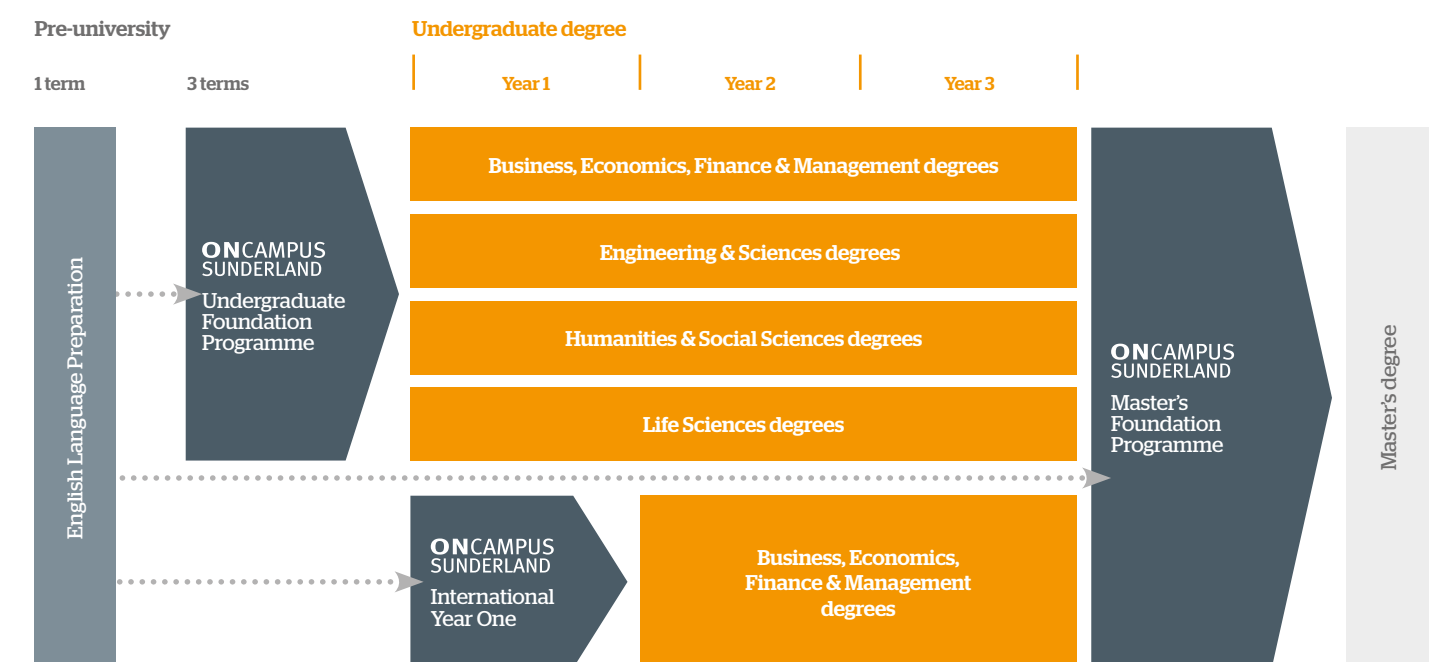 Pre-university
Undergraduate degree
1 term
3 terms
Year 1
Year 2
Year 3
English Language Preparation
ONCAMPUS
SUNDERLAND
Undergraduate
Foundation
Programme
Business, Economics, Finance & Management degrees
Engineering & Sciences degrees
Humanities & Social Sciences degrees
Life Sciences degrees
ONCAMPUS
SUNDERLAND
International
Year One
Business, Economics,
Finance & Management
degrees
ONCAMPUS
SUNDERLAND
Master's
Foundation
Programme
Master's degree